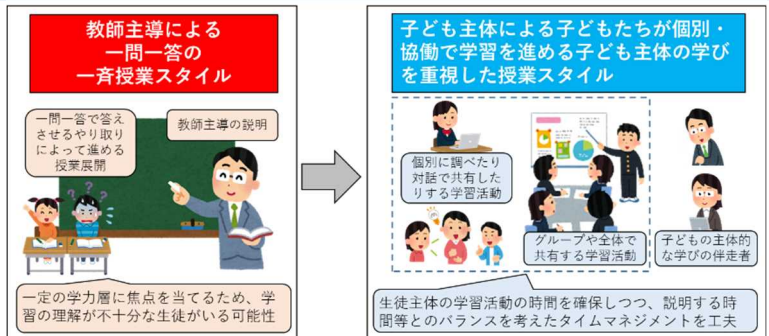 教師主導による
一問一答の
一斉授業スタイル
一問一答で答え
させるやり取り
によって進める
授業展開
教師主導の説明
一定の学力層に焦点を当てるため、学
習の理解が不十分な生徒がいる可能性
子ども主体による子どもたちが個別・
協働で学習を進める子ども主体の学び
を重視した授業スタイル
個別に調べたり
対話で共有した
りする学習活動
グループや全体で
共有する学習活動
子どもの主体的
な学びの伴走者
生徒主体の学習活動の時間を確保しつつ、説明する時
間等とのバランスを考えたタイムマネジメントを工夫